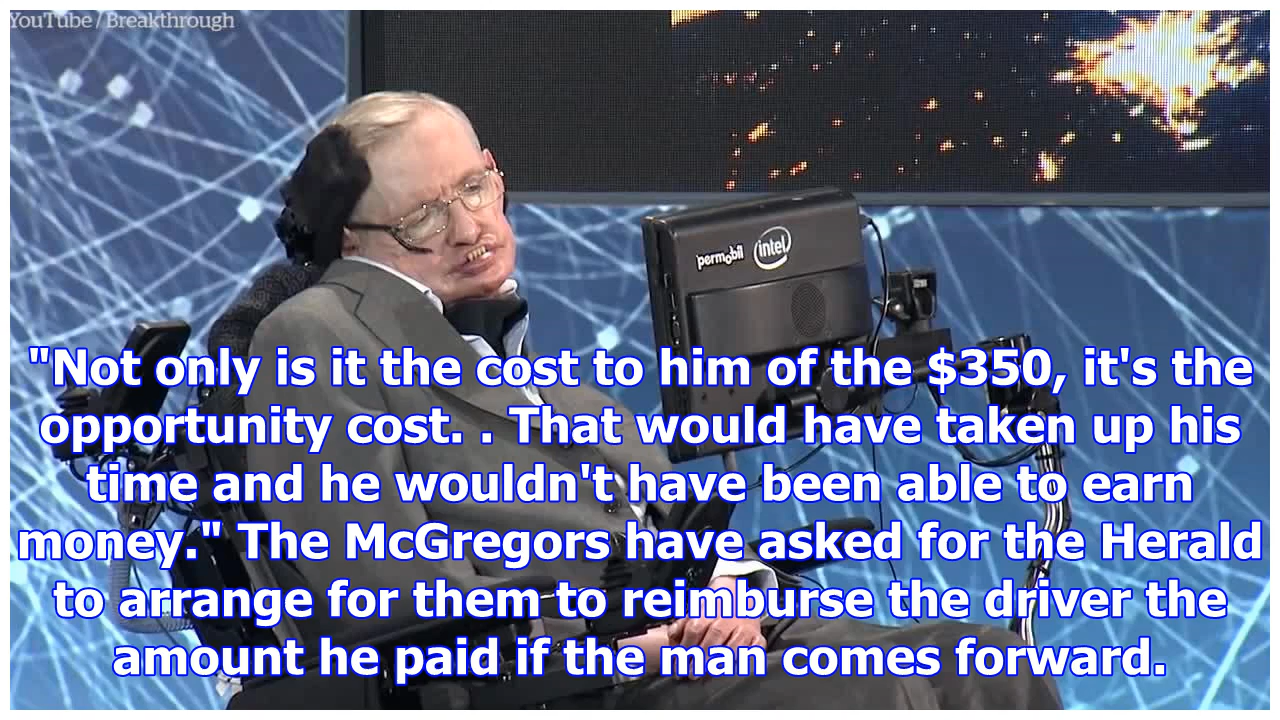 YouTube / Breakthrough
permobil
intel
"Not only is it the cost to him of the $350, it's the
opportunity cost. . That would have taken up his
time and he wouldn't have been able to earn
money." The McGregors have asked for the Herald
to arrange for them to reimburse the driver the
amount he paid if the man comes forward.